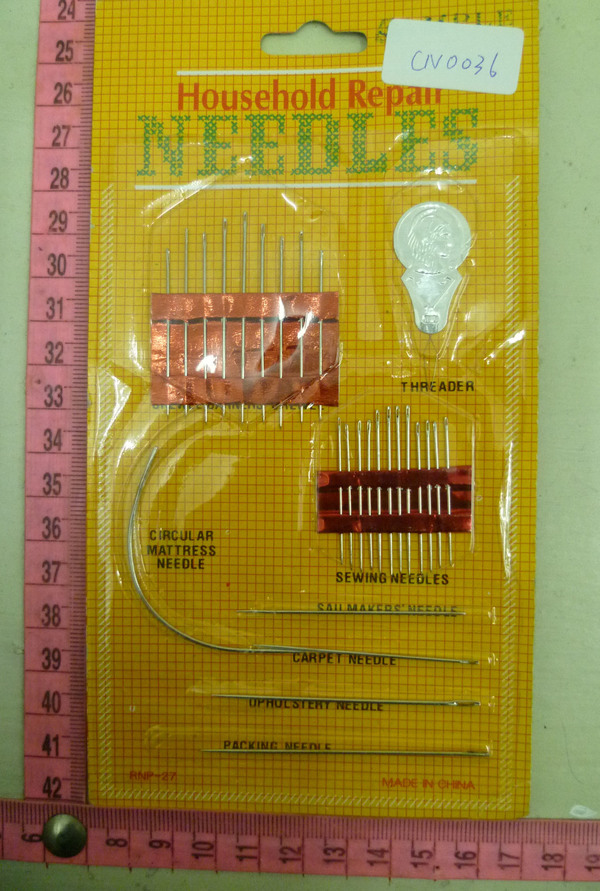 24
25
26
27
28
29
30
31
32
33
34
35
36
37
38
39
40
41
42
CN0036
Household Repair
NEEDLES
THREADER
CIRCULAR
MATTRESS
NEEDLE
SEWING NEEDLES
SAIL MAKERS' NEEDLE
CARPET NEEDLE
UPHOLSTERY NEEDLE
PACKING NEEDLE
RNP-27
MADE IN CHINA
6 7 8 9 10 11 12 13 14 15 16 17 18 19